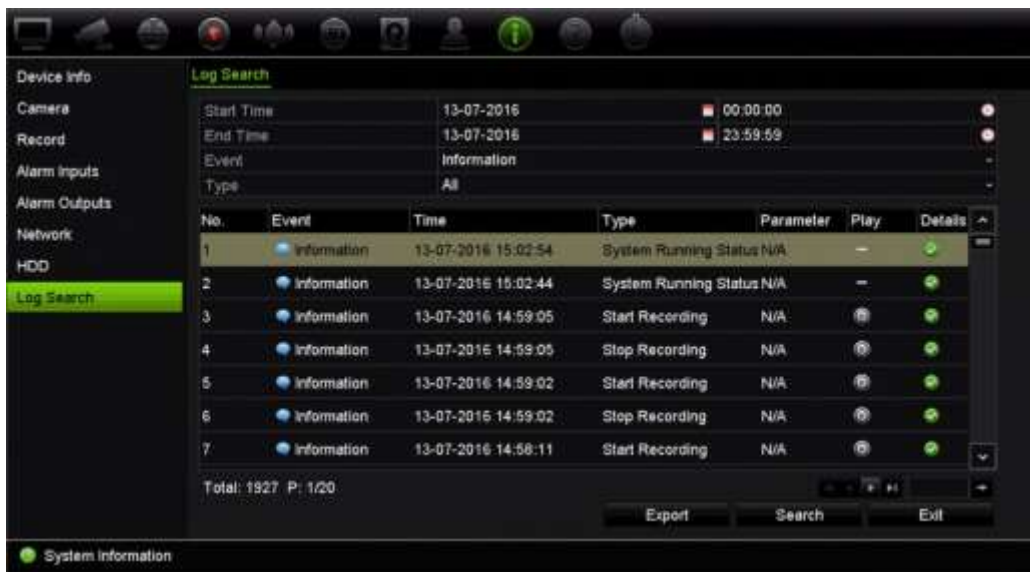 Device Info
Log Search
Camera
Start Time 13-07-2016 00:00:00
Record
End Time 13-07-2016 23:59:59
Event Information
Alarm Inputs
Type All
Alarm Outputs
No. Event Time Type Parameter Play Details
Network
1 Information 13-07-2016 15:02:54 System Running Status N/A —
HDD
2 Information 13-07-2016 15:02:44 System Running Status N/A —
Log Search
3 Information 13-07-2016 14:59:05 Start Recording N/A
4 Information 13-07-2016 14:59:05 Stop Recording N/A
5 Information 13-07-2016 14:59:02 Start Recording N/A
6 Information 13-07-2016 14:59:02 Stop Recording N/A
7 Information 13-07-2016 14:58:11 Start Recording N/A
Total: 1927 P: 1/20
Export Search Exit
System Information